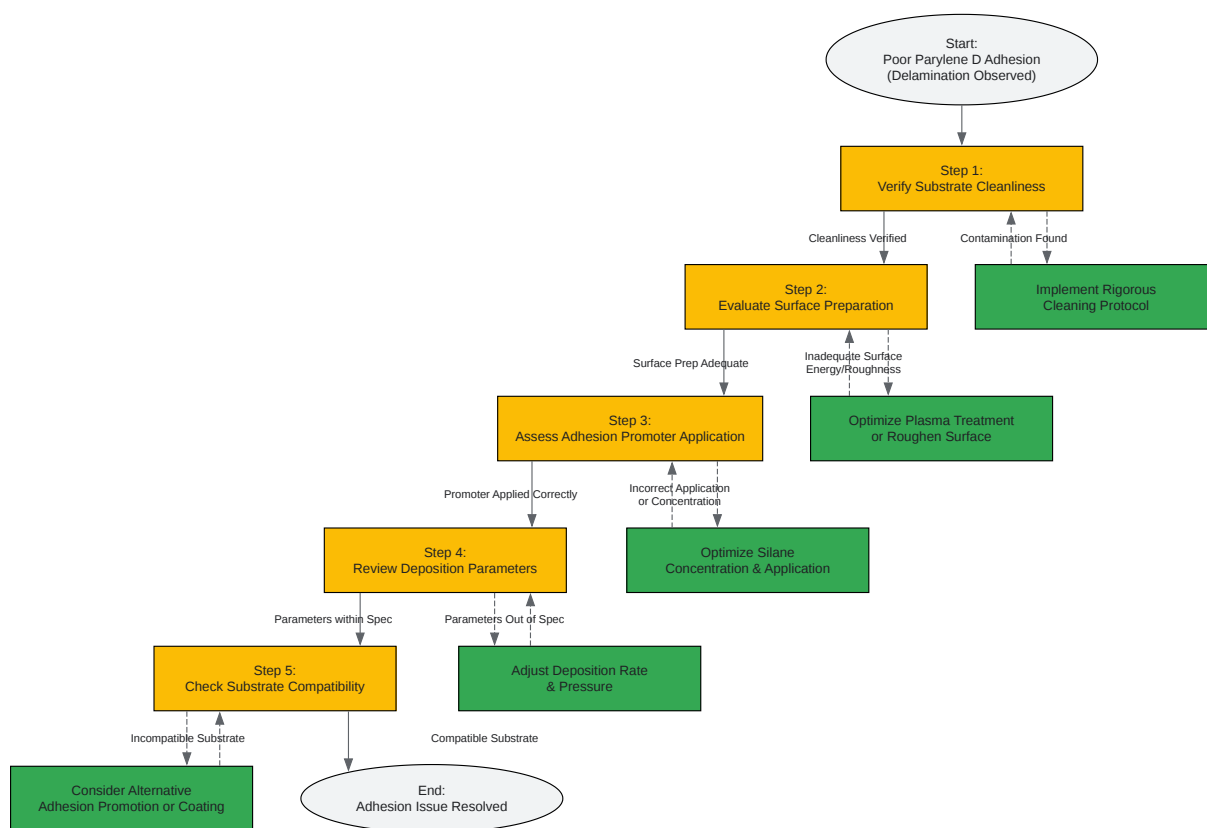 Start:
Poor Parylene D Adhesion
(Delamination Observed)
Step 1:
Verify Substrate Cleanliness
Cleanliness Verified
Contamination Found
Step 2:
Evaluate Surface Preparation
Implement Rigorous
Cleaning Protocol
Surface Prep Adequate
Inadequate Surface
Energy/Roughness
Step 3:
Assess Adhesion Promoter Application
Optimize Plasma Treatment
or Roughen Surface
Promoter Applied Correctly
Incorrect Application
or Concentration
Step 4:
Review Deposition Parameters
Optimize Silane
Concentration & Application
Parameters within Spec
Parameters Out of Spec
Step 5:
Check Substrate Compatibility
Adjust Deposition Rate
& Pressure
Incompatible Substrate
Compatible Substrate
Consider Alternative
Adhesion Promotion or Coating
End:
Adhesion Issue Resolved